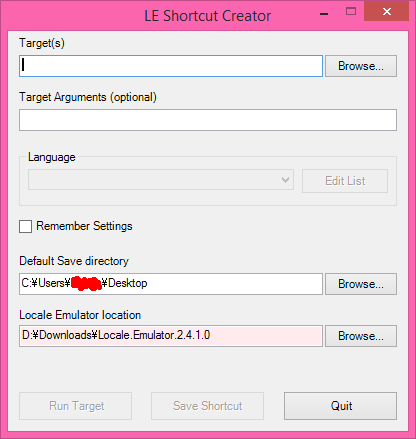 LE Shortcut Creator
Target(s)
Browse...
Target Arguments (optional)
Language
Edit List
Remember Settings
Default Save directory
C:¥Users¥ ¥Desktop
Browse...
Locale Emulator location
D:¥Downloads¥Locale.Emulator.2.4.1.0
Browse...
Run Target
Save Shortcut
Quit